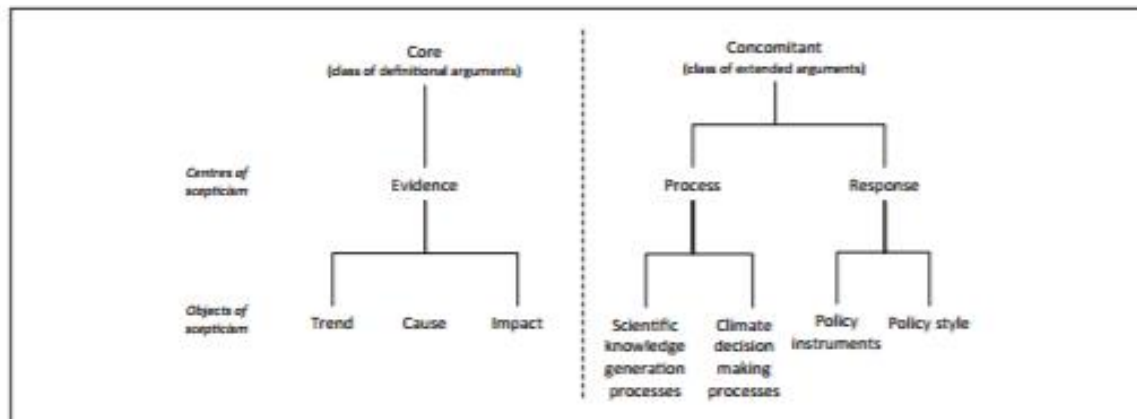 Core
(class of definitional arguments)
Concomitant
(class of extended arguments)
Centres of
scepticism
Evidence
Process
Response
Objects of
scepticism
Trend
Cause
Impact
Scientific
knowledge
generation
processes
Climate
decision
making
processes
Policy
instruments
Policy style